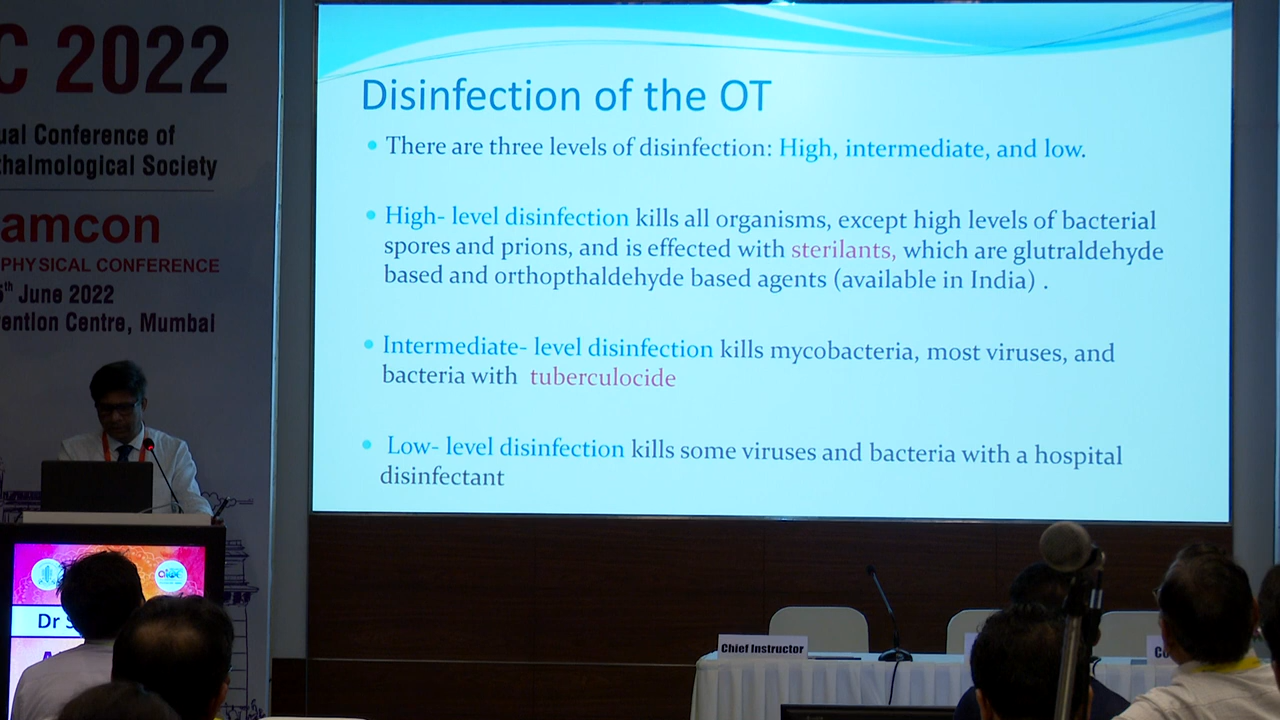 C 2022
ual Conference of
thalmological Society
amcon
PHYSICAL CONFERENCE
5th June 2022
vention Centre, Mumbai
Disinfection of the OT
• There are three levels of disinfection: High, intermediate, and low.
• High- level disinfection kills all organisms, except high levels of bacterial
spores and prions, and is effected with sterilants, which are glutraldehyde
based and orthopthaldehyde based agents (available in India) .
• Intermediate- level disinfection kills mycobacteria, most viruses, and
bacteria with tuberculocide
• Low- level disinfection kills some viruses and bacteria with a hospital
disinfectant
Dr S
Chief Instructor
Co